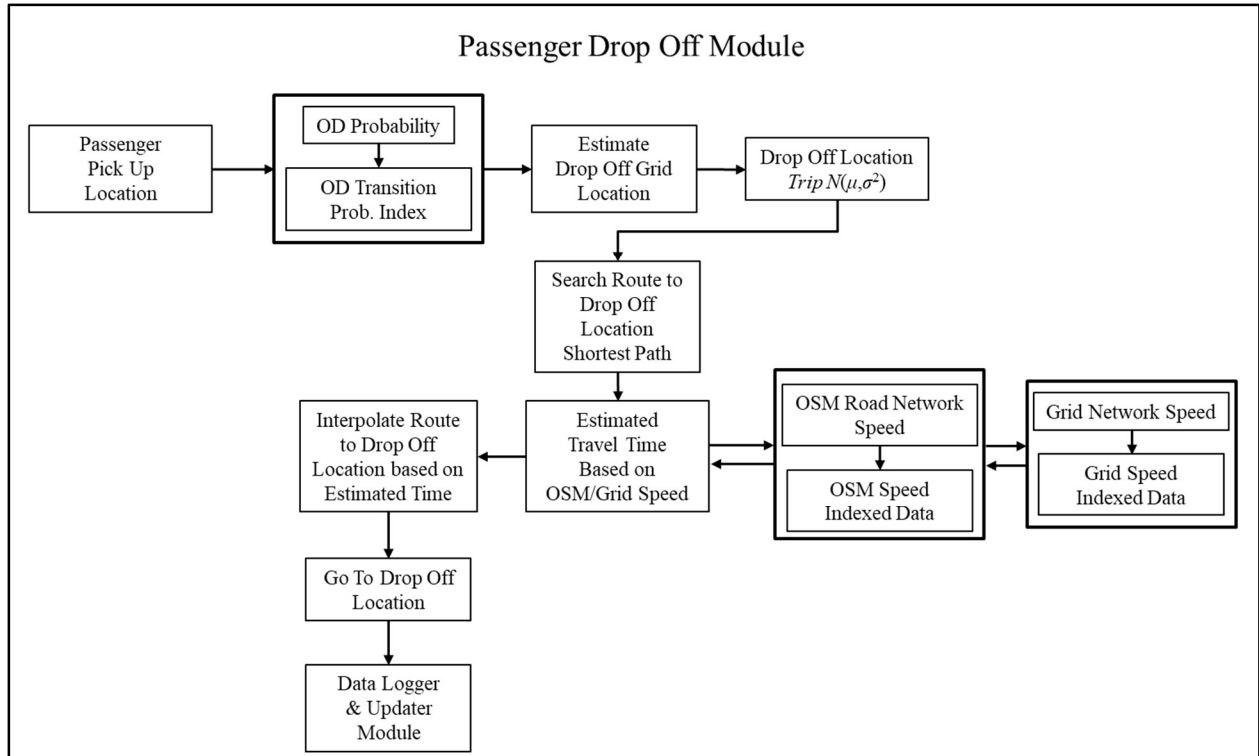 Passenger Drop Off Module
Passenger
Pick Up
Location
OD Probability
OD Transition
Prob. Index
Estimate
Drop Off Grid
Location
Drop Off Location
Trip N(μ,σ²)
Search Route to
Drop Off
Location
Shortest Path
Interpolate Route
to Drop Off
Location based on
Estimated Time
Estimated
Travel Time
Based on
OSM/Grid Speed
OSM Road Network
Speed
OSM Speed
Indexed Data
Grid Network Speed
Grid Speed
Indexed Data
Go To Drop Off
Location
Data Logger
& Updater
Module